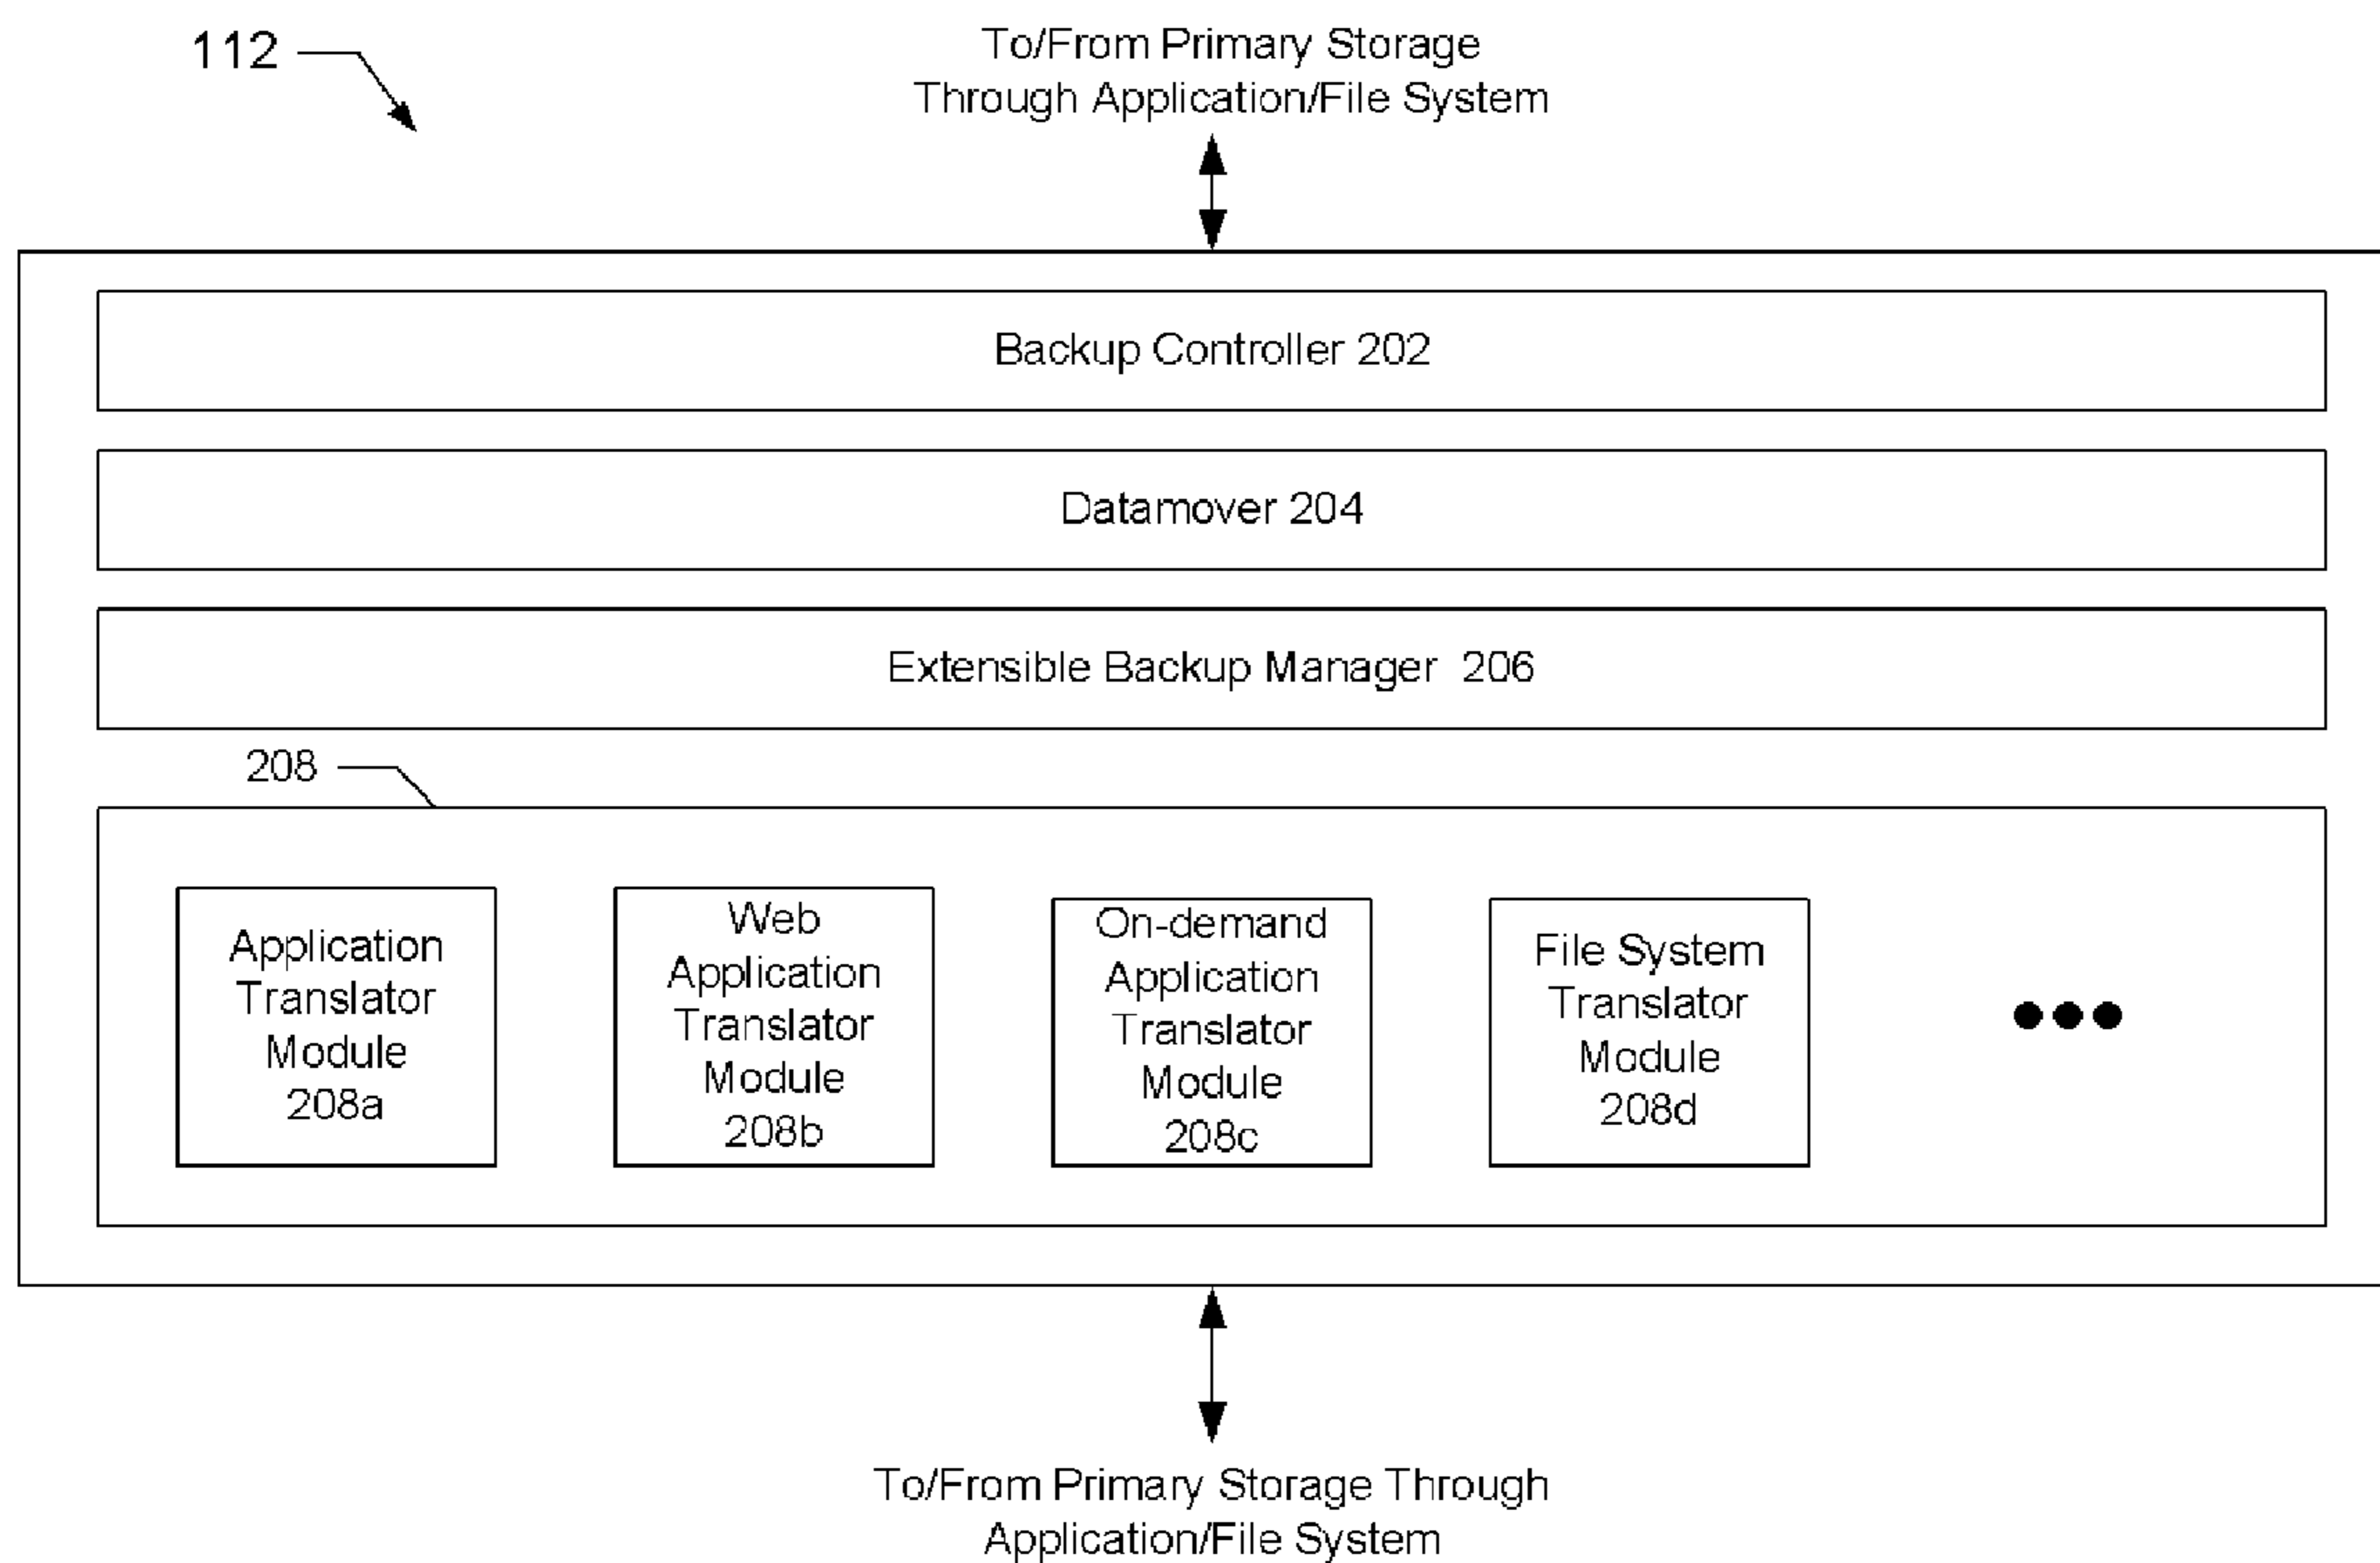 112
To/From Primary Storage
Through Application/File System
Backup Controller 202
Datamover 204
Extensible Backup Manager 206
208
Application
Translator
Module
208a
Web
Application
Translator
Module
208b
On-demand
Application
Translator
Module
208c
File System
Translator
Module
208d
To/From Primary Storage Through
Application/File System